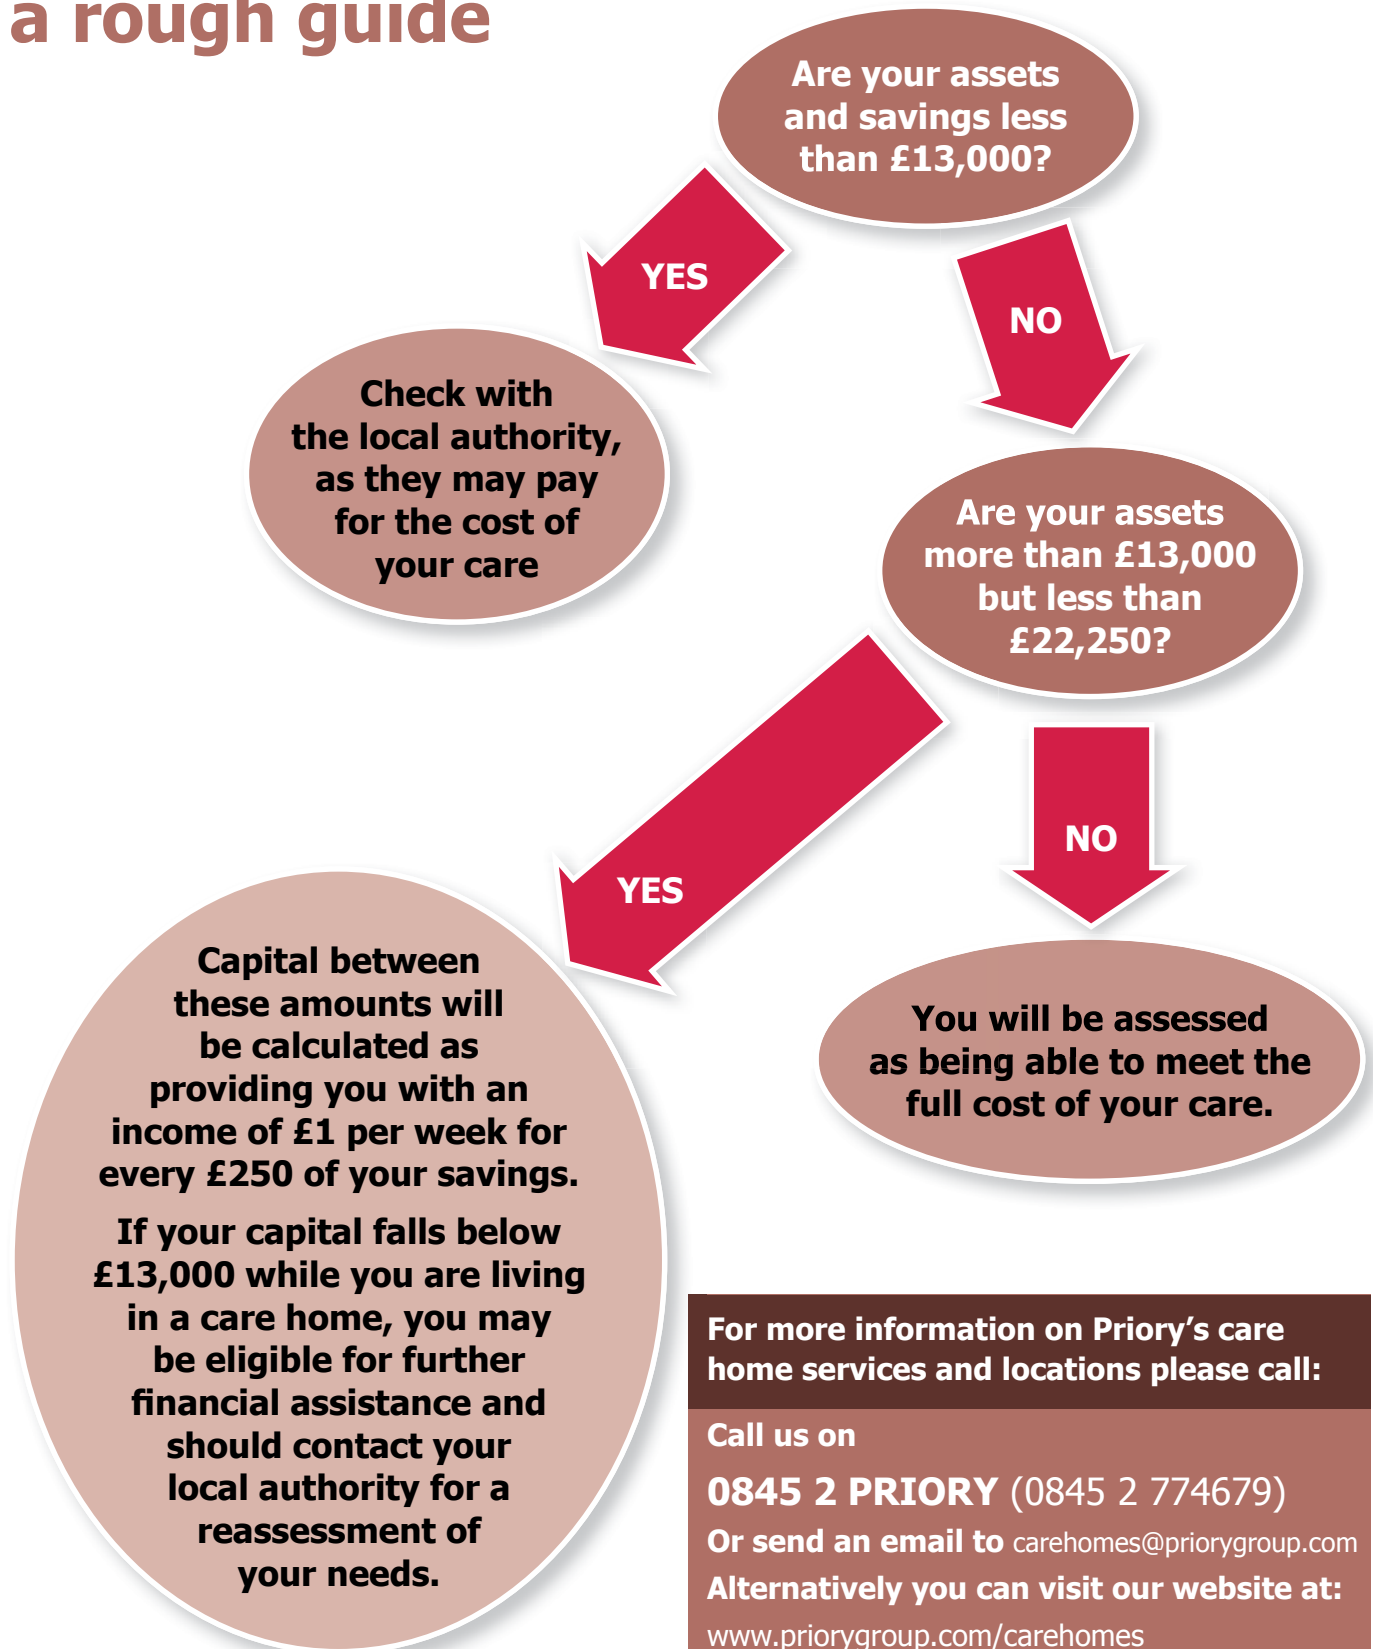 a rough guide
Are your assets
and savings less
than £13,000?
YES
NO
Check with
the local authority,
as they may pay
for the cost of
your care
Are your assets
more than £13,000
but less than
£22,250?
YES
NO
Capital between
these amounts will
be calculated as
providing you with an
income of £1 per week for
every £250 of your savings.
If your capital falls below
£13,000 while you are living
in a care home, you may
be eligible for further
financial assistance and
should contact your
local authority for a
reassessment of
your needs.
You will be assessed
as being able to meet the
full cost of your care.
For more information on Priory’s care
home services and locations please call:
Call us on
0845 2 PRIORY (0845 2 774679)
Or send an email to carehomes@priorygroup.com
Alternatively you can visit our website at:
www.priorygroup.com/carehomes